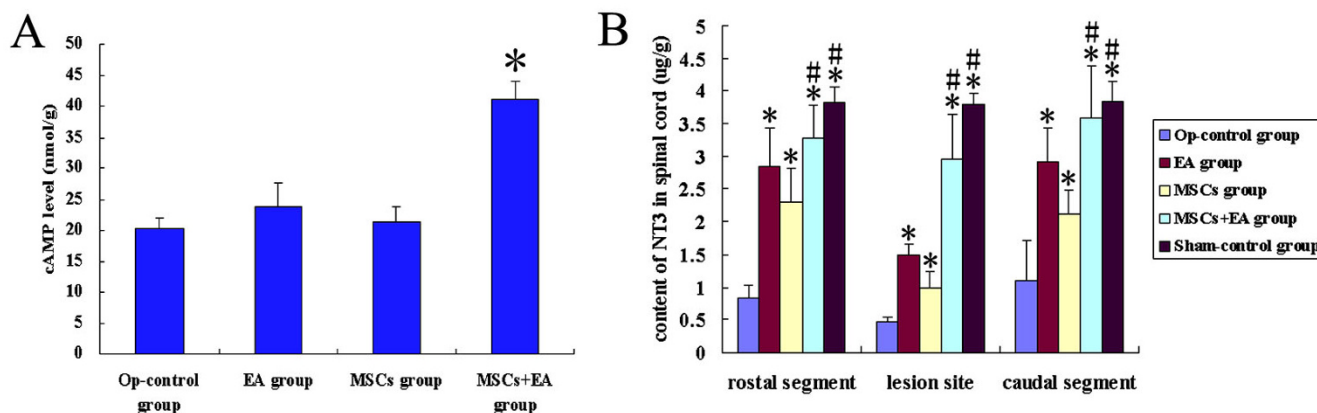 A
cAMP level (nmol/g)
50
45
40
35
30
25
20
15
10
5
0
*
Op-control
group
EA group
MSCs group
MSCs+EA
group
B
content of NT3 in spinal cord (ug/g)
5
4.5
4
3.5
3
2.5
2
1.5
1
0.5
0
* * #* #*
* * #* #*
* * #* #*
rostal segment
lesion site
caudal segment
Op-control group
EA group
MSCs group
MSCs+EA group
Sham-control group